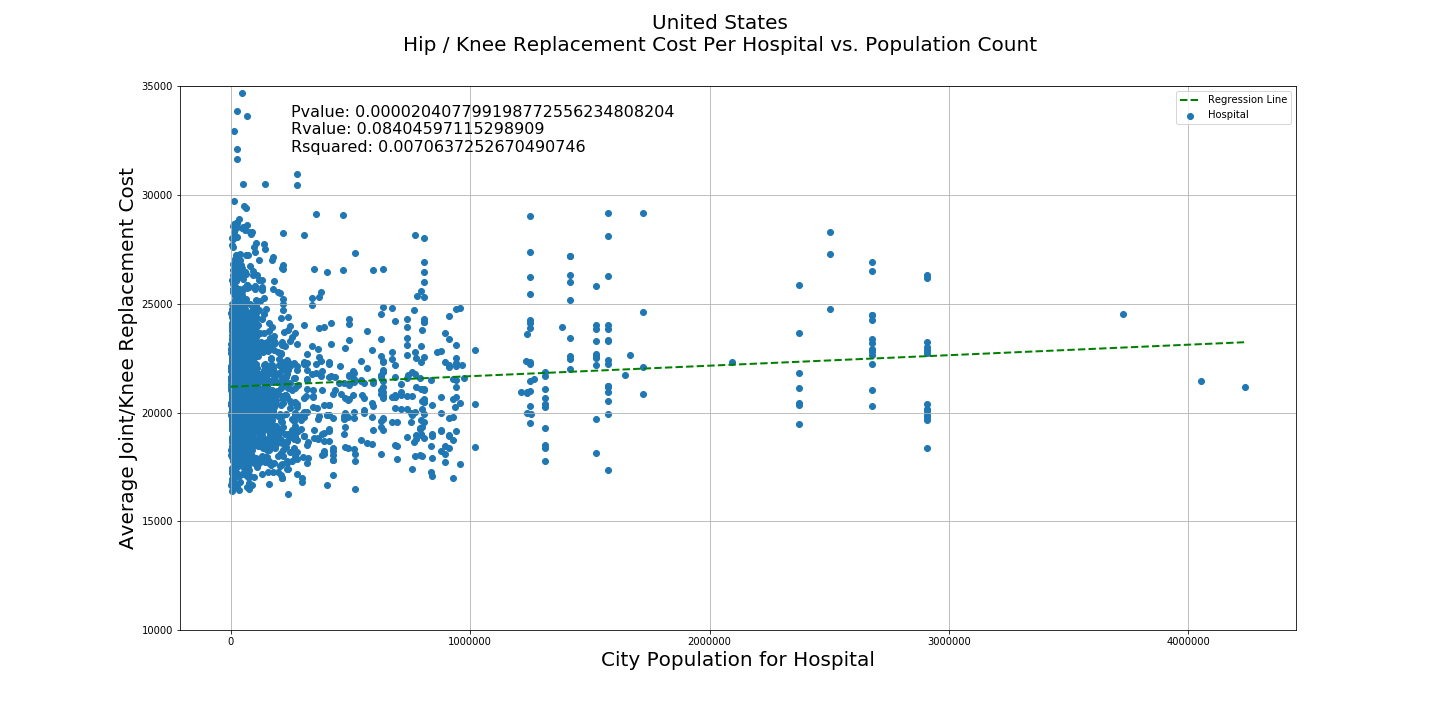 United States
Hip / Knee Replacement Cost Per Hospital vs. Population Count
Pvalue: 0.000020407799198772556234808204
Rvalue: 0.08404597115298909
Rsquared: 0.0070637252670490746
Regression Line
Hospital
Average Joint/Knee Replacement Cost
35000
30000
25000
20000
15000
10000
0 1000000 2000000 3000000 4000000
City Population for Hospital